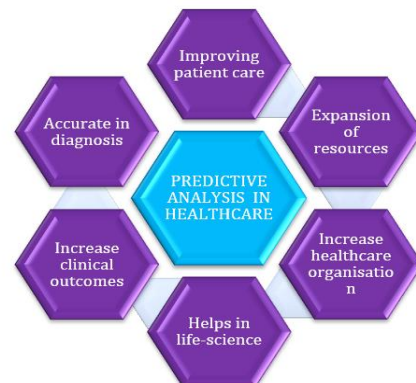 Improving
patient care
Expansion
of
resources
Increase
healthcare
organisatio
n
Helps in
life-science
Increase
clinical
outcomes
Accurate in
diagnosis
PREDICTIVE
ANALYSIS IN
HEALTHCARE